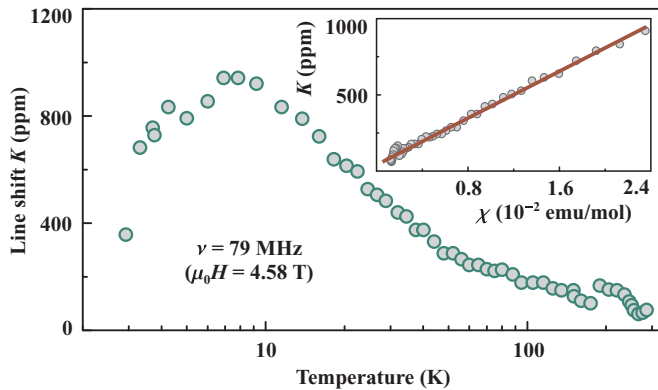 1200
800
400
0
Line shift K (ppm)
10
100
Temperature (K)
ν = 79 MHz
(μ₀H = 4.58 T)
1000
500
K (ppm)
0.8
1.6
2.4
χ (10⁻² emu/mol)